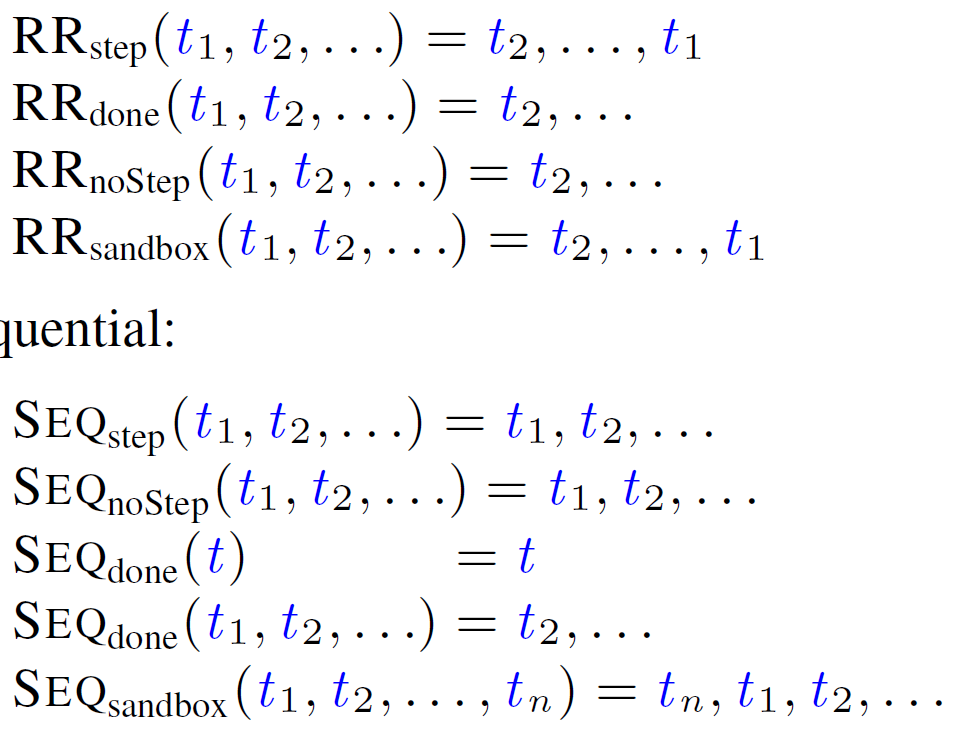 RR_step(t_1, t_2, ...) = t_2, ..., t_1
RR_done(t_1, t_2, ...) = t_2, ...
RR_noStep(t_1, t_2, ...) = t_2, ...
RR_sandbox(t_1, t_2, ...) = t_2, ..., t_1
quential:
SEQ_step(t_1, t_2, ...) = t_1, t_2, ...
SEQ_noStep(t_1, t_2, ...) = t_1, t_2, ...
SEQ_done(t) = t
SEQ_done(t_1, t_2, ...) = t_2, ...
SEQ_sandbox(t_1, t_2, ..., t_n) = t_n, t_1, t_2, ...